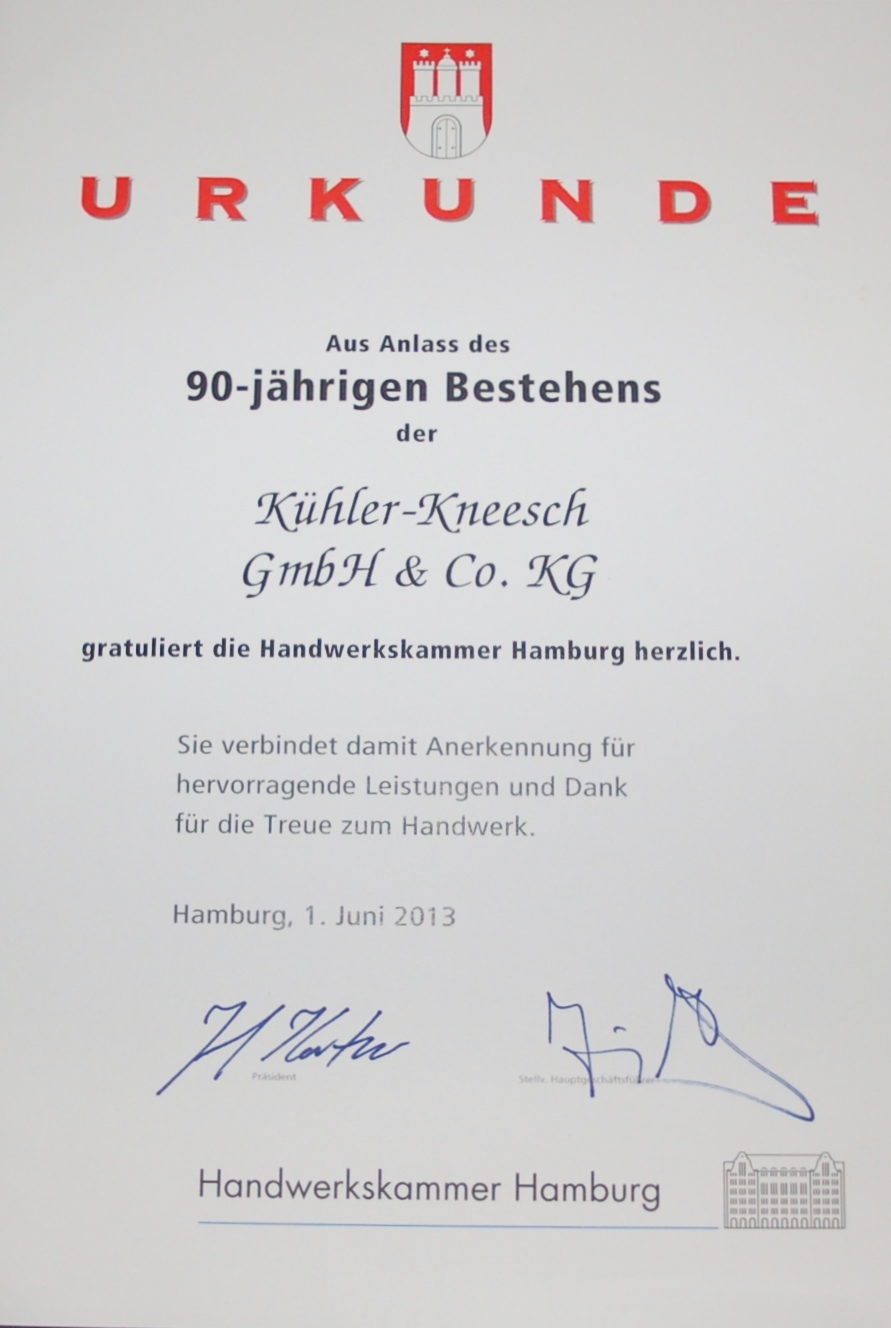 URKUNDE
Aus Anlass des
90-jährigen Bestehens
der
Kühler-Kneesch
GmbH & Co. KG
gratuliert die Handwerkskammer Hamburg herzlich.
Sie verbindet damit Anerkennung für
hervorragende Leistungen und Dank
für die Treue zum Handwerk.
Hamburg, 1. Juni 2013
Präsident
Stellv. Hauptgeschäftsführer
Handwerkskammer Hamburg